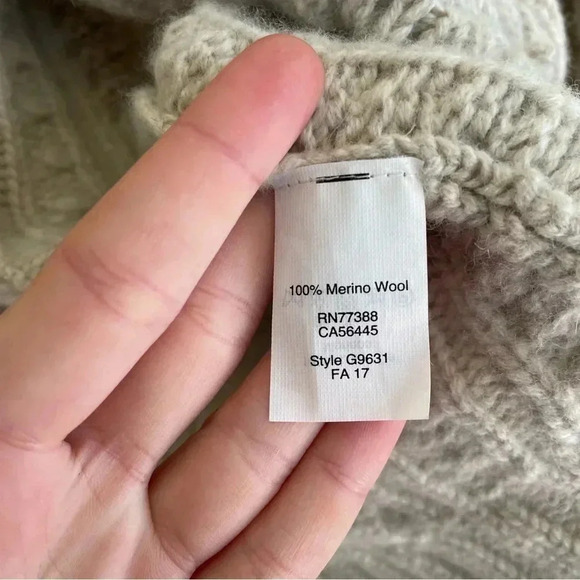 100% Merino Wool
RN77388
CA56445
Style G9631
FA 17